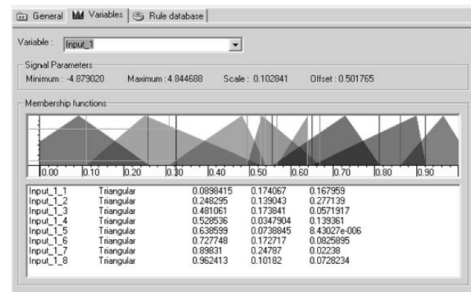 General Variables Rule database
Variable : Input_1
Signal Parameters
Minimum : -4.879020 Maximum : 4.844688 Scale : 0.102841 Offset : 0.501765
Membership functions
0.00 0.10 0.20 0.30 0.40 0.50 0.60 0.70 0.80 0.90
Input_1_1 Triangular 0.0898415 0.174067 0.167959
Input_1_2 Triangular 0.248295 0.139043 0.277139
Input_1_3 Triangular 0.481061 0.173841 0.0571917
Input_1_4 Triangular 0.528536 0.0347904 0.139361
Input_1_5 Triangular 0.638599 0.0738845 8.43027e-006
Input_1_6 Triangular 0.727748 0.172717 0.0825895
Input_1_7 Triangular 0.89831 0.24787 0.02238
Input_1_8 Triangular 0.962413 0.10182 0.0728234